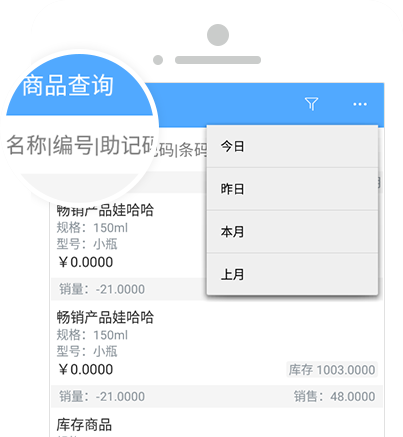 商品查询
名称|编号|助记码
记码|条码
今日
昨日
本月
上月
畅销产品娃哈哈
规格：150ml
型号：小瓶
￥0.0000
销量：-21.0000
畅销产品娃哈哈
规格：150ml
型号：小瓶
￥0.0000
库存 1003.0000
销量：-21.0000
销售：48.0000
库存商品